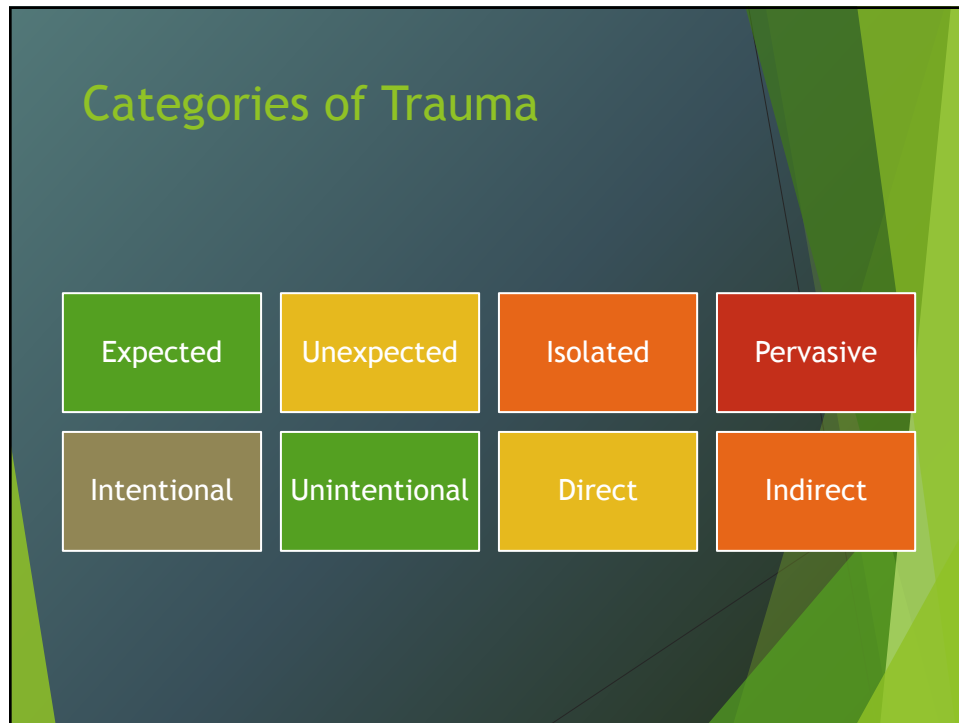 Categories of Trauma
Expected
Unexpected
Isolated
Pervasive
Intentional
Unintentional
Direct
Indirect